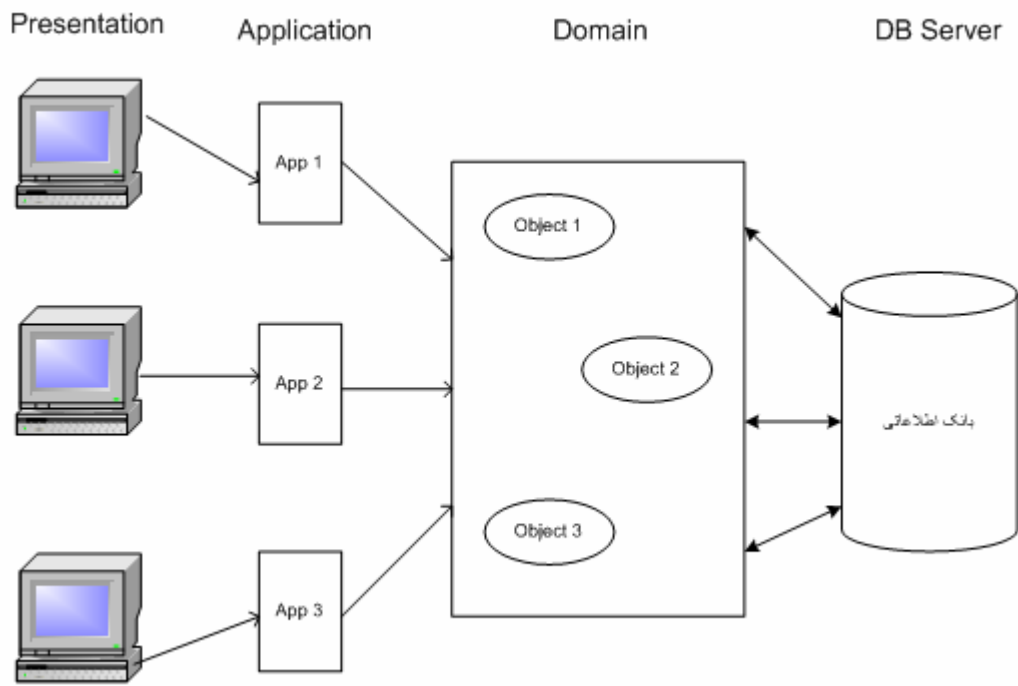 Presentation
Application
Domain
DB Server
App 1
Object 1
App 2
Object 2
بانک اطلاعاتی
Object 3
App 3